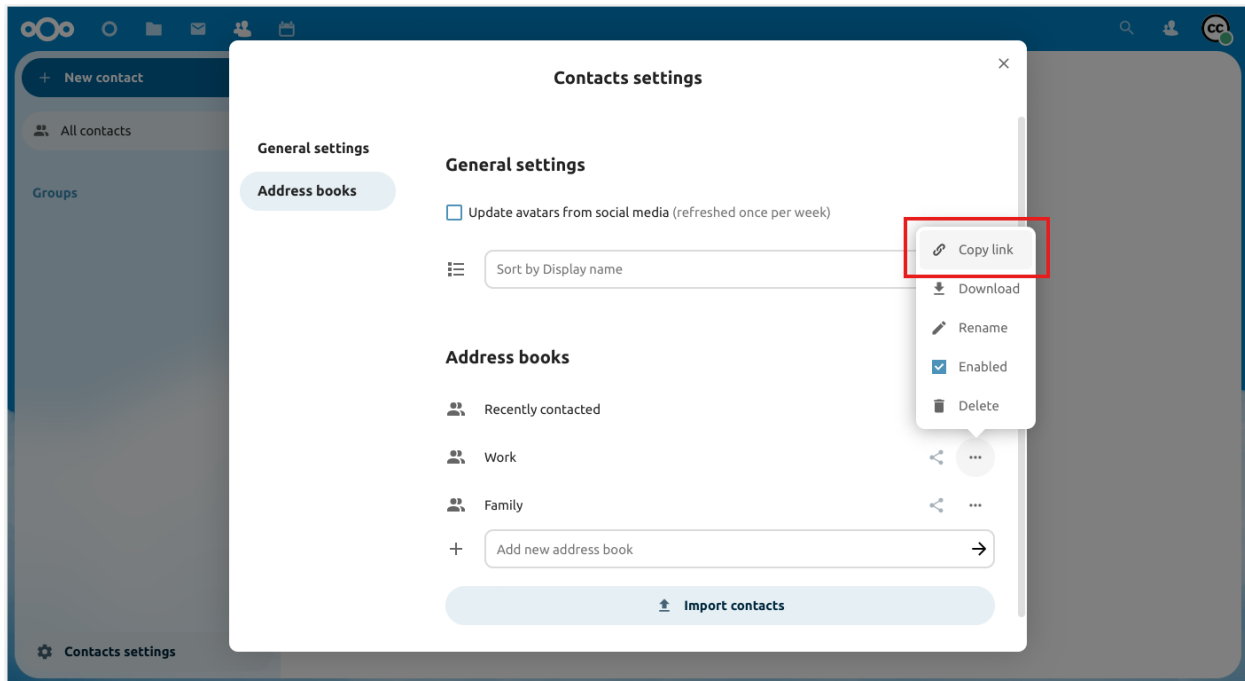 CC
New contact
All contacts
Groups
Contacts settings
Contacts settings
General settings
Address books
General settings
Update avatars from social media (refreshed once per week)
Sort by Display name
Copy link
Download
Rename
Enabled
Delete
Address books
Recently contacted
Work
Family
Add new address book
Import contacts